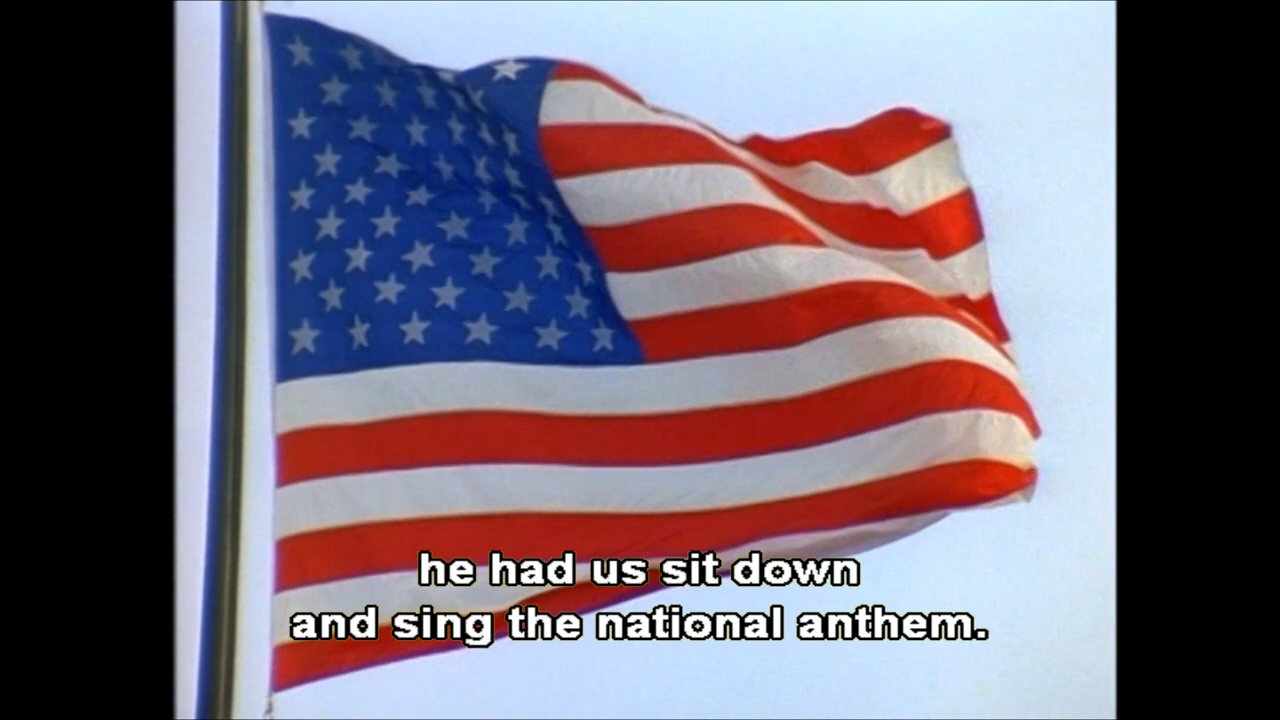 he had us sit down
and sing the national anthem.